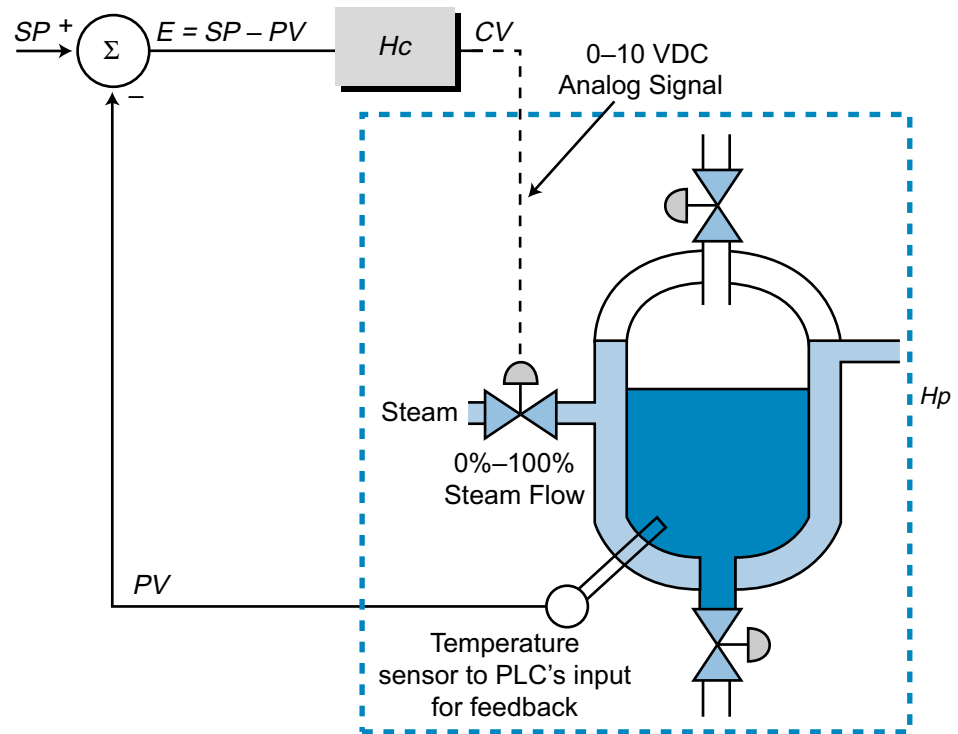 SP +
Σ
–
E = SP – PV
Hc
CV
0–10 VDC
Analog Signal
Steam
0%–100%
Steam Flow
Hp
PV
Temperature
sensor to PLC's input
for feedback